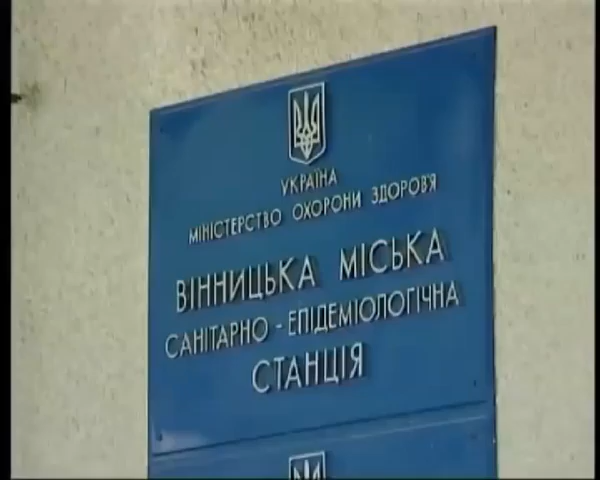 УКРАЇНА
МІНІСТЕРСТВО ОХОРОНИ ЗДОРОВ'Я
ВІННИЦЬКА МІСЬКА
САНІТАРНО - ЕПІДЕМІОЛОГІЧНА
СТАНЦІЯ